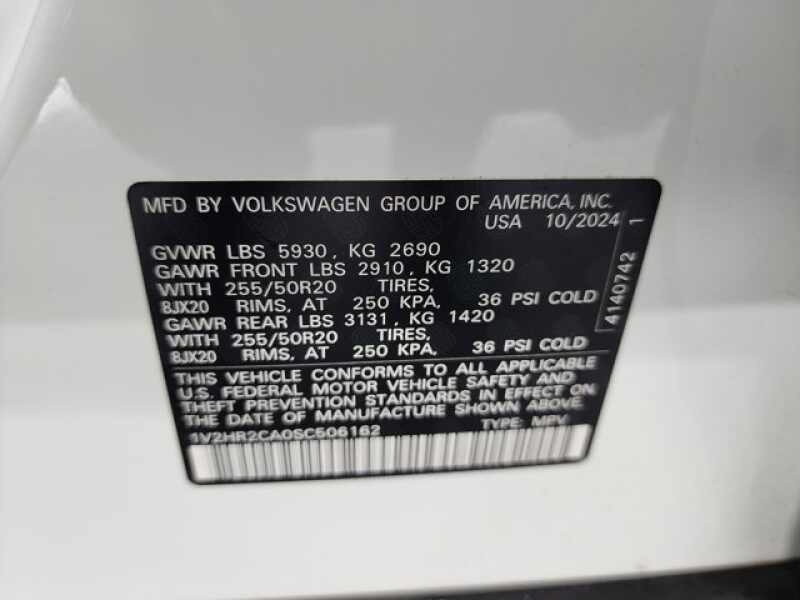 MFD BY VOLKSWAGEN GROUP OF AMERICA, INC.
USA 10/2024 1
GVWR LBS 5930, KG 2690
GAWR FRONT LBS 2910, KG 1320
WITH 255/50R20 TIRES,
8JX20 RIMS, AT 250 KPA, 36 PSI COLD
GAWR REAR LBS 3131, KG 1420
WITH 255/50R20 TIRES,
8JX20 RIMS, AT 250 KPA, 36 PSI COLD
THIS VEHICLE CONFORMS TO ALL APPLICABLE
U.S. FEDERAL MOTOR VEHICLE SAFETY AND
THEFT PREVENTION STANDARDS IN EFFECT ON
THE DATE OF MANUFACTURE SHOWN ABOVE.
1V2HR2CA0SC506162 TYPE: MPV
4140742